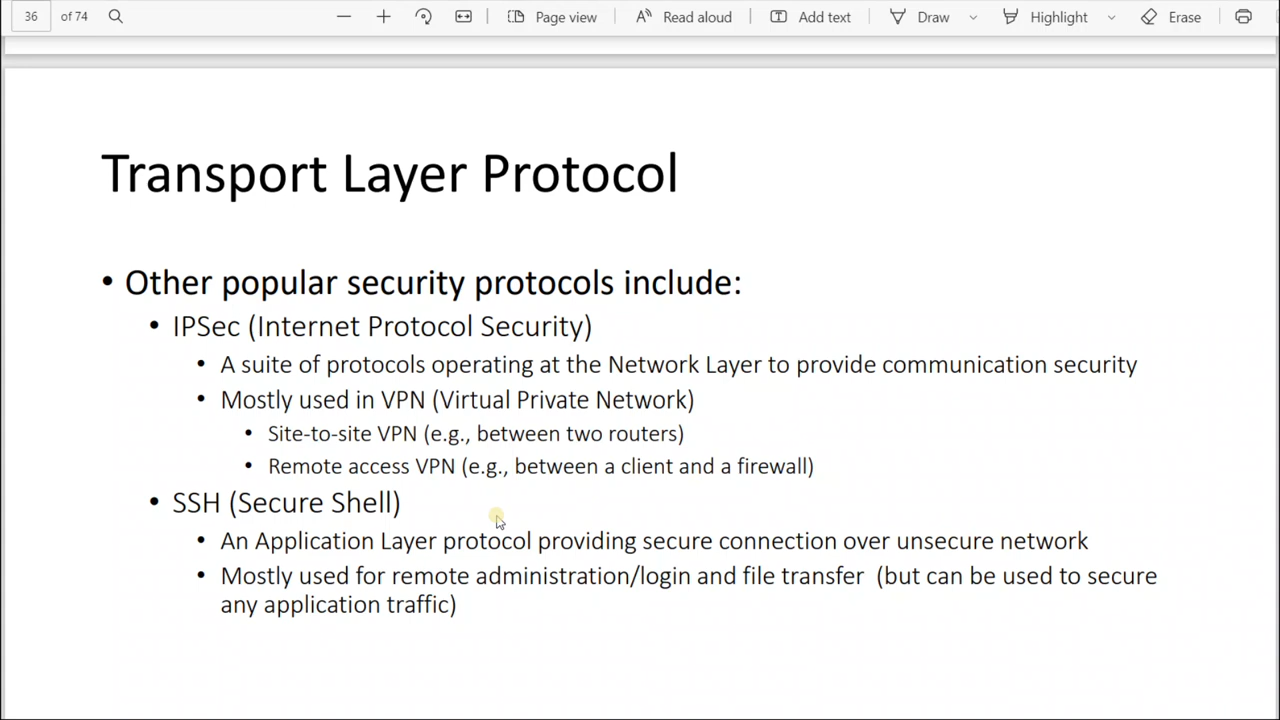 36 of 74 Page view Read aloud Add text Draw Highlight Erase
Transport Layer Protocol
• Other popular security protocols include:
• IPSec (Internet Protocol Security)
• A suite of protocols operating at the Network Layer to provide communication security
• Mostly used in VPN (Virtual Private Network)
• Site-to-site VPN (e.g., between two routers)
• Remote access VPN (e.g., between a client and a firewall)
• SSH (Secure Shell)
• An Application Layer protocol providing secure connection over unsecure network
• Mostly used for remote administration/login and file transfer (but can be used to secure
any application traffic)